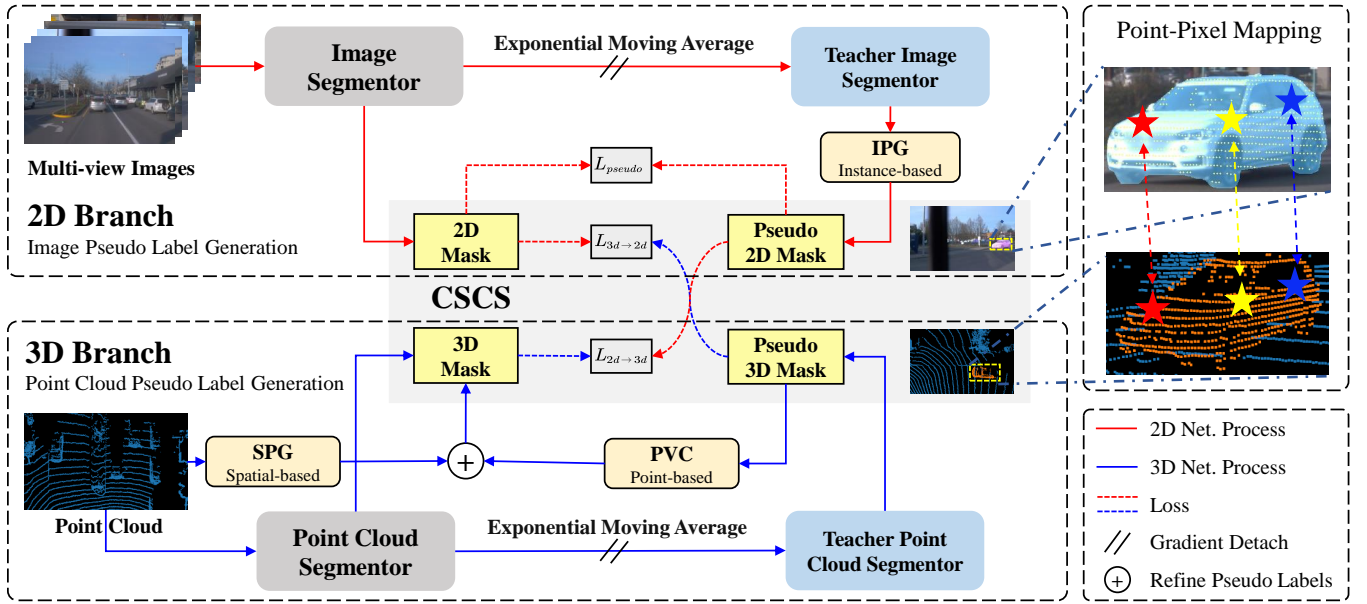 Image
Segmentor
Exponential Moving Average
Teacher Image
Segmentor
Multi-view Images
IPG
Instance-based
L_pseudo
2D Branch
Image Pseudo Label Generation
2D
Mask
L_3d→2d
Pseudo
2D Mask
CSCS
3D Branch
Point Cloud Pseudo Label Generation
3D
Mask
L_2d→3d
Pseudo
3D Mask
SPG
Spatial-based
+
PVC
Point-based
Point Cloud
Point Cloud
Segmentor
Exponential Moving Average
Teacher Point
Cloud Segmentor
Point-Pixel Mapping
2D Net. Process
3D Net. Process
Loss
Gradient Detach
+
Refine Pseudo Labels